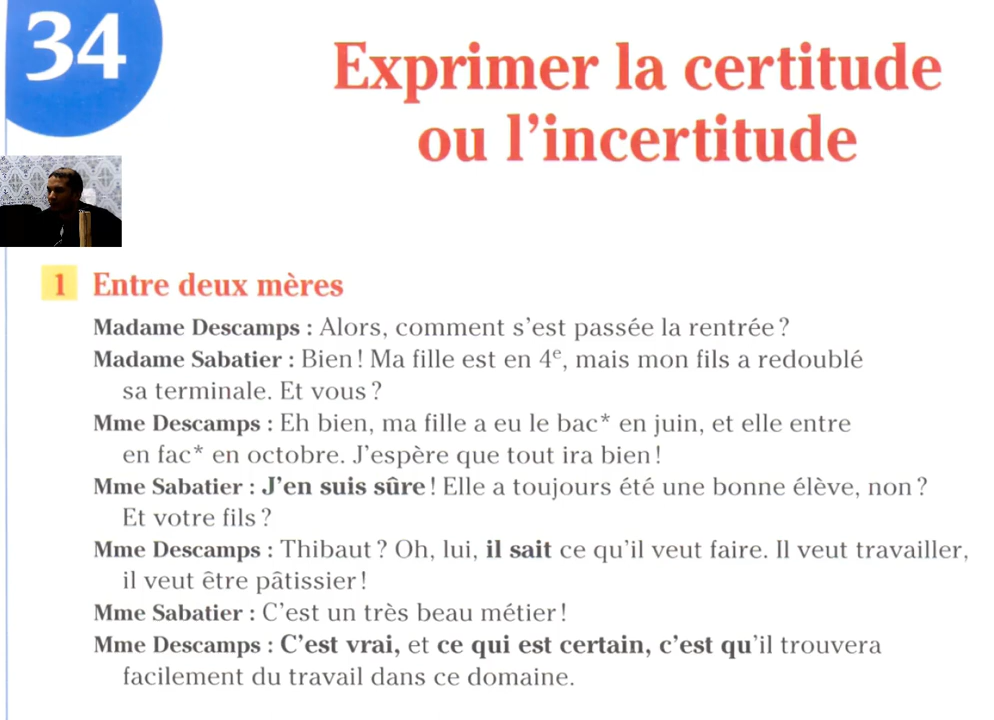 34
Exprimer la certitude
ou l'incertitude
1 Entre deux mères
Madame Descamps : Alors, comment s'est passée la rentrée ?
Madame Sabatier : Bien ! Ma fille est en 4e, mais mon fils a redoublé
sa terminale. Et vous ?
Mme Descamps : Eh bien, ma fille a eu le bac* en juin, et elle entre
en fac* en octobre. J'espère que tout ira bien !
Mme Sabatier : J'en suis sûre ! Elle a toujours été une bonne élève, non ?
Et votre fils ?
Mme Descamps : Thibaut ? Oh, lui, il sait ce qu'il veut faire. Il veut travailler,
il veut être pâtissier !
Mme Sabatier : C'est un très beau métier !
Mme Descamps : C'est vrai, et ce qui est certain, c'est qu'il trouvera
facilement du travail dans ce domaine.